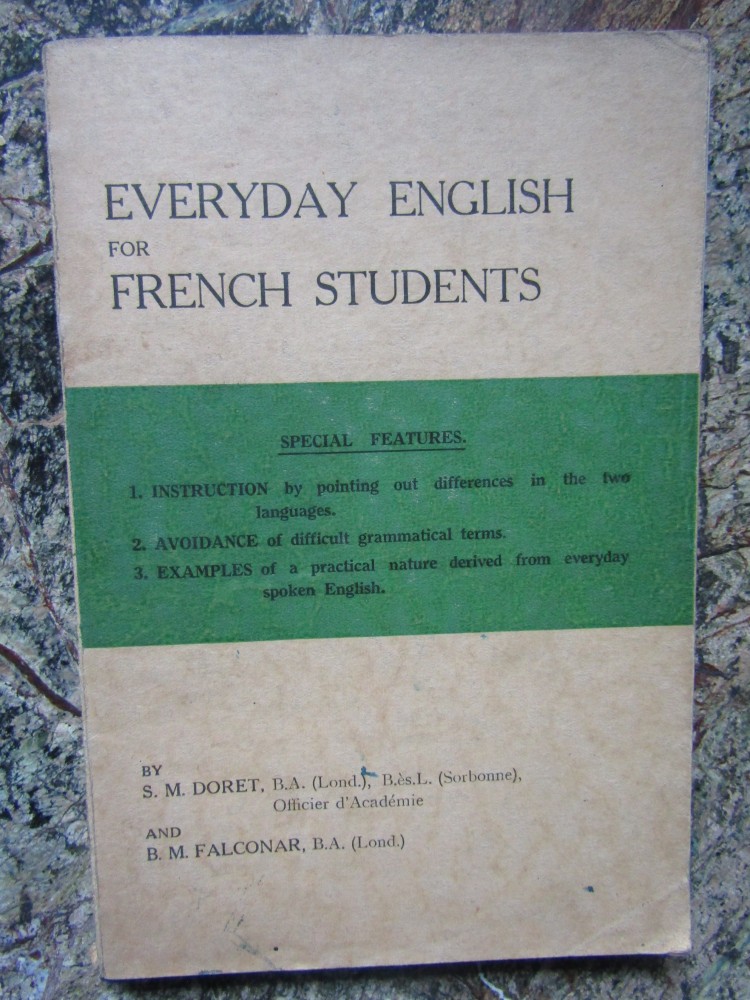 EVERYDAY ENGLISH
FOR
FRENCH STUDENTS
SPECIAL FEATURES.
1. INSTRUCTION by pointing out differences in the two
languages.
2. AVOIDANCE of difficult grammatical terms.
3. EXAMPLES of a practical nature derived from everyday
spoken English.
BY
S. M. DORET, B.A. (Lond.), B.ès.L. (Sorbonne),
Officier d'Académie
AND
B. M. FALCONAR, B.A. (Lond.)